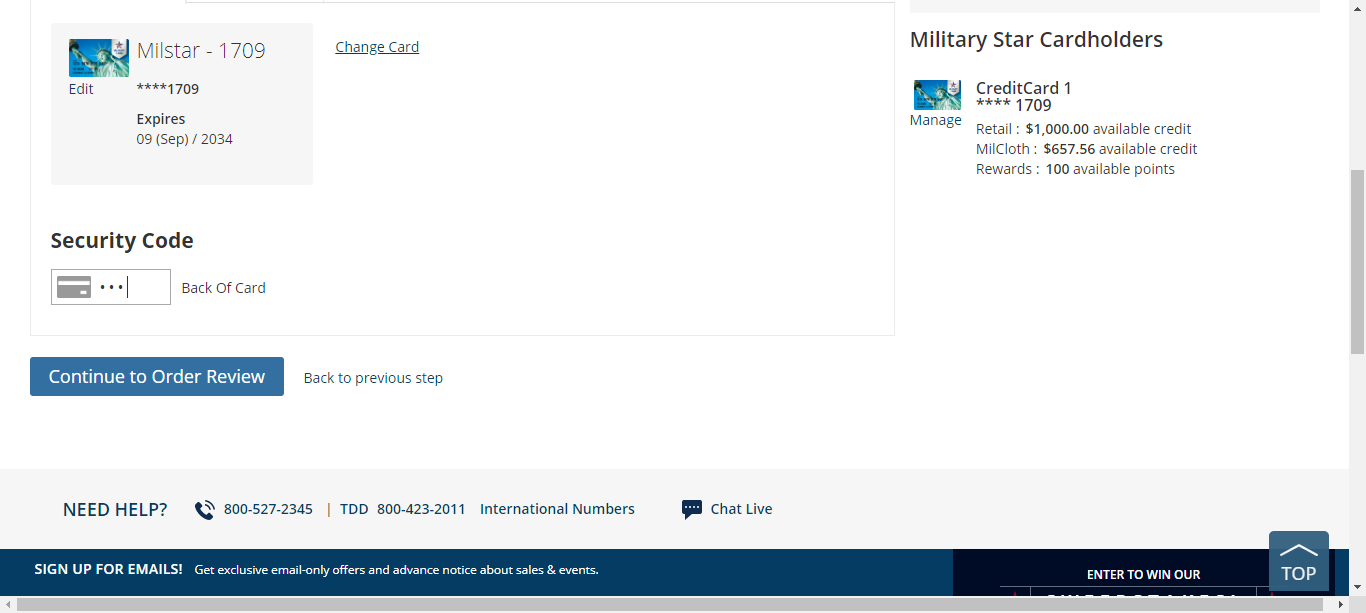 Milstar - 1709
Change Card
Edit
****1709
Expires
09 (Sep) / 2034
Security Code
Back Of Card
Continue to Order Review
Back to previous step
Military Star Cardholders
CreditCard 1
**** 1709
Manage
Retail : $1,000.00 available credit
MilCloth : $657.56 available credit
Rewards : 100 available points
NEED HELP? 800-527-2345 | TDD 800-423-2011 International Numbers Chat Live
SIGN UP FOR EMAILS! Get exclusive email-only offers and advance notice about sales & events.
ENTER TO WIN OUR
TOP